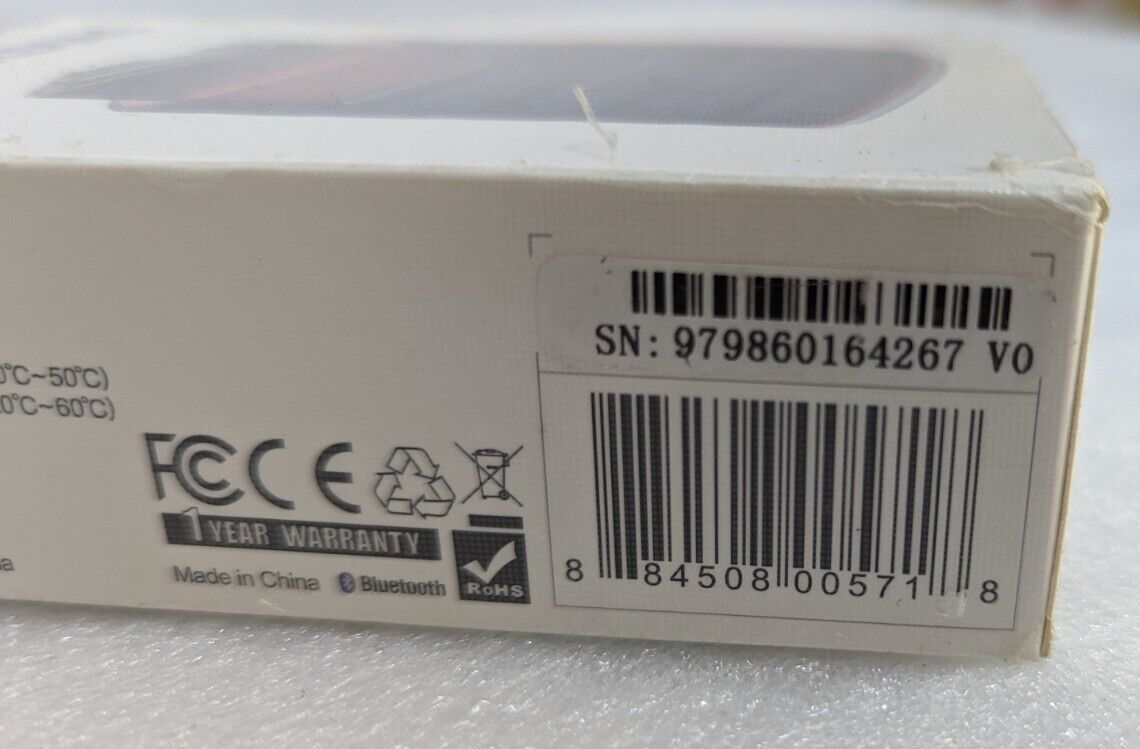 SN: 979860164267 V0
0°C~50°C)
0°C~60°C)
FC CE
1 YEAR WARRANTY
Made in China Bluetooth
RoHS
8 84508 00571 8